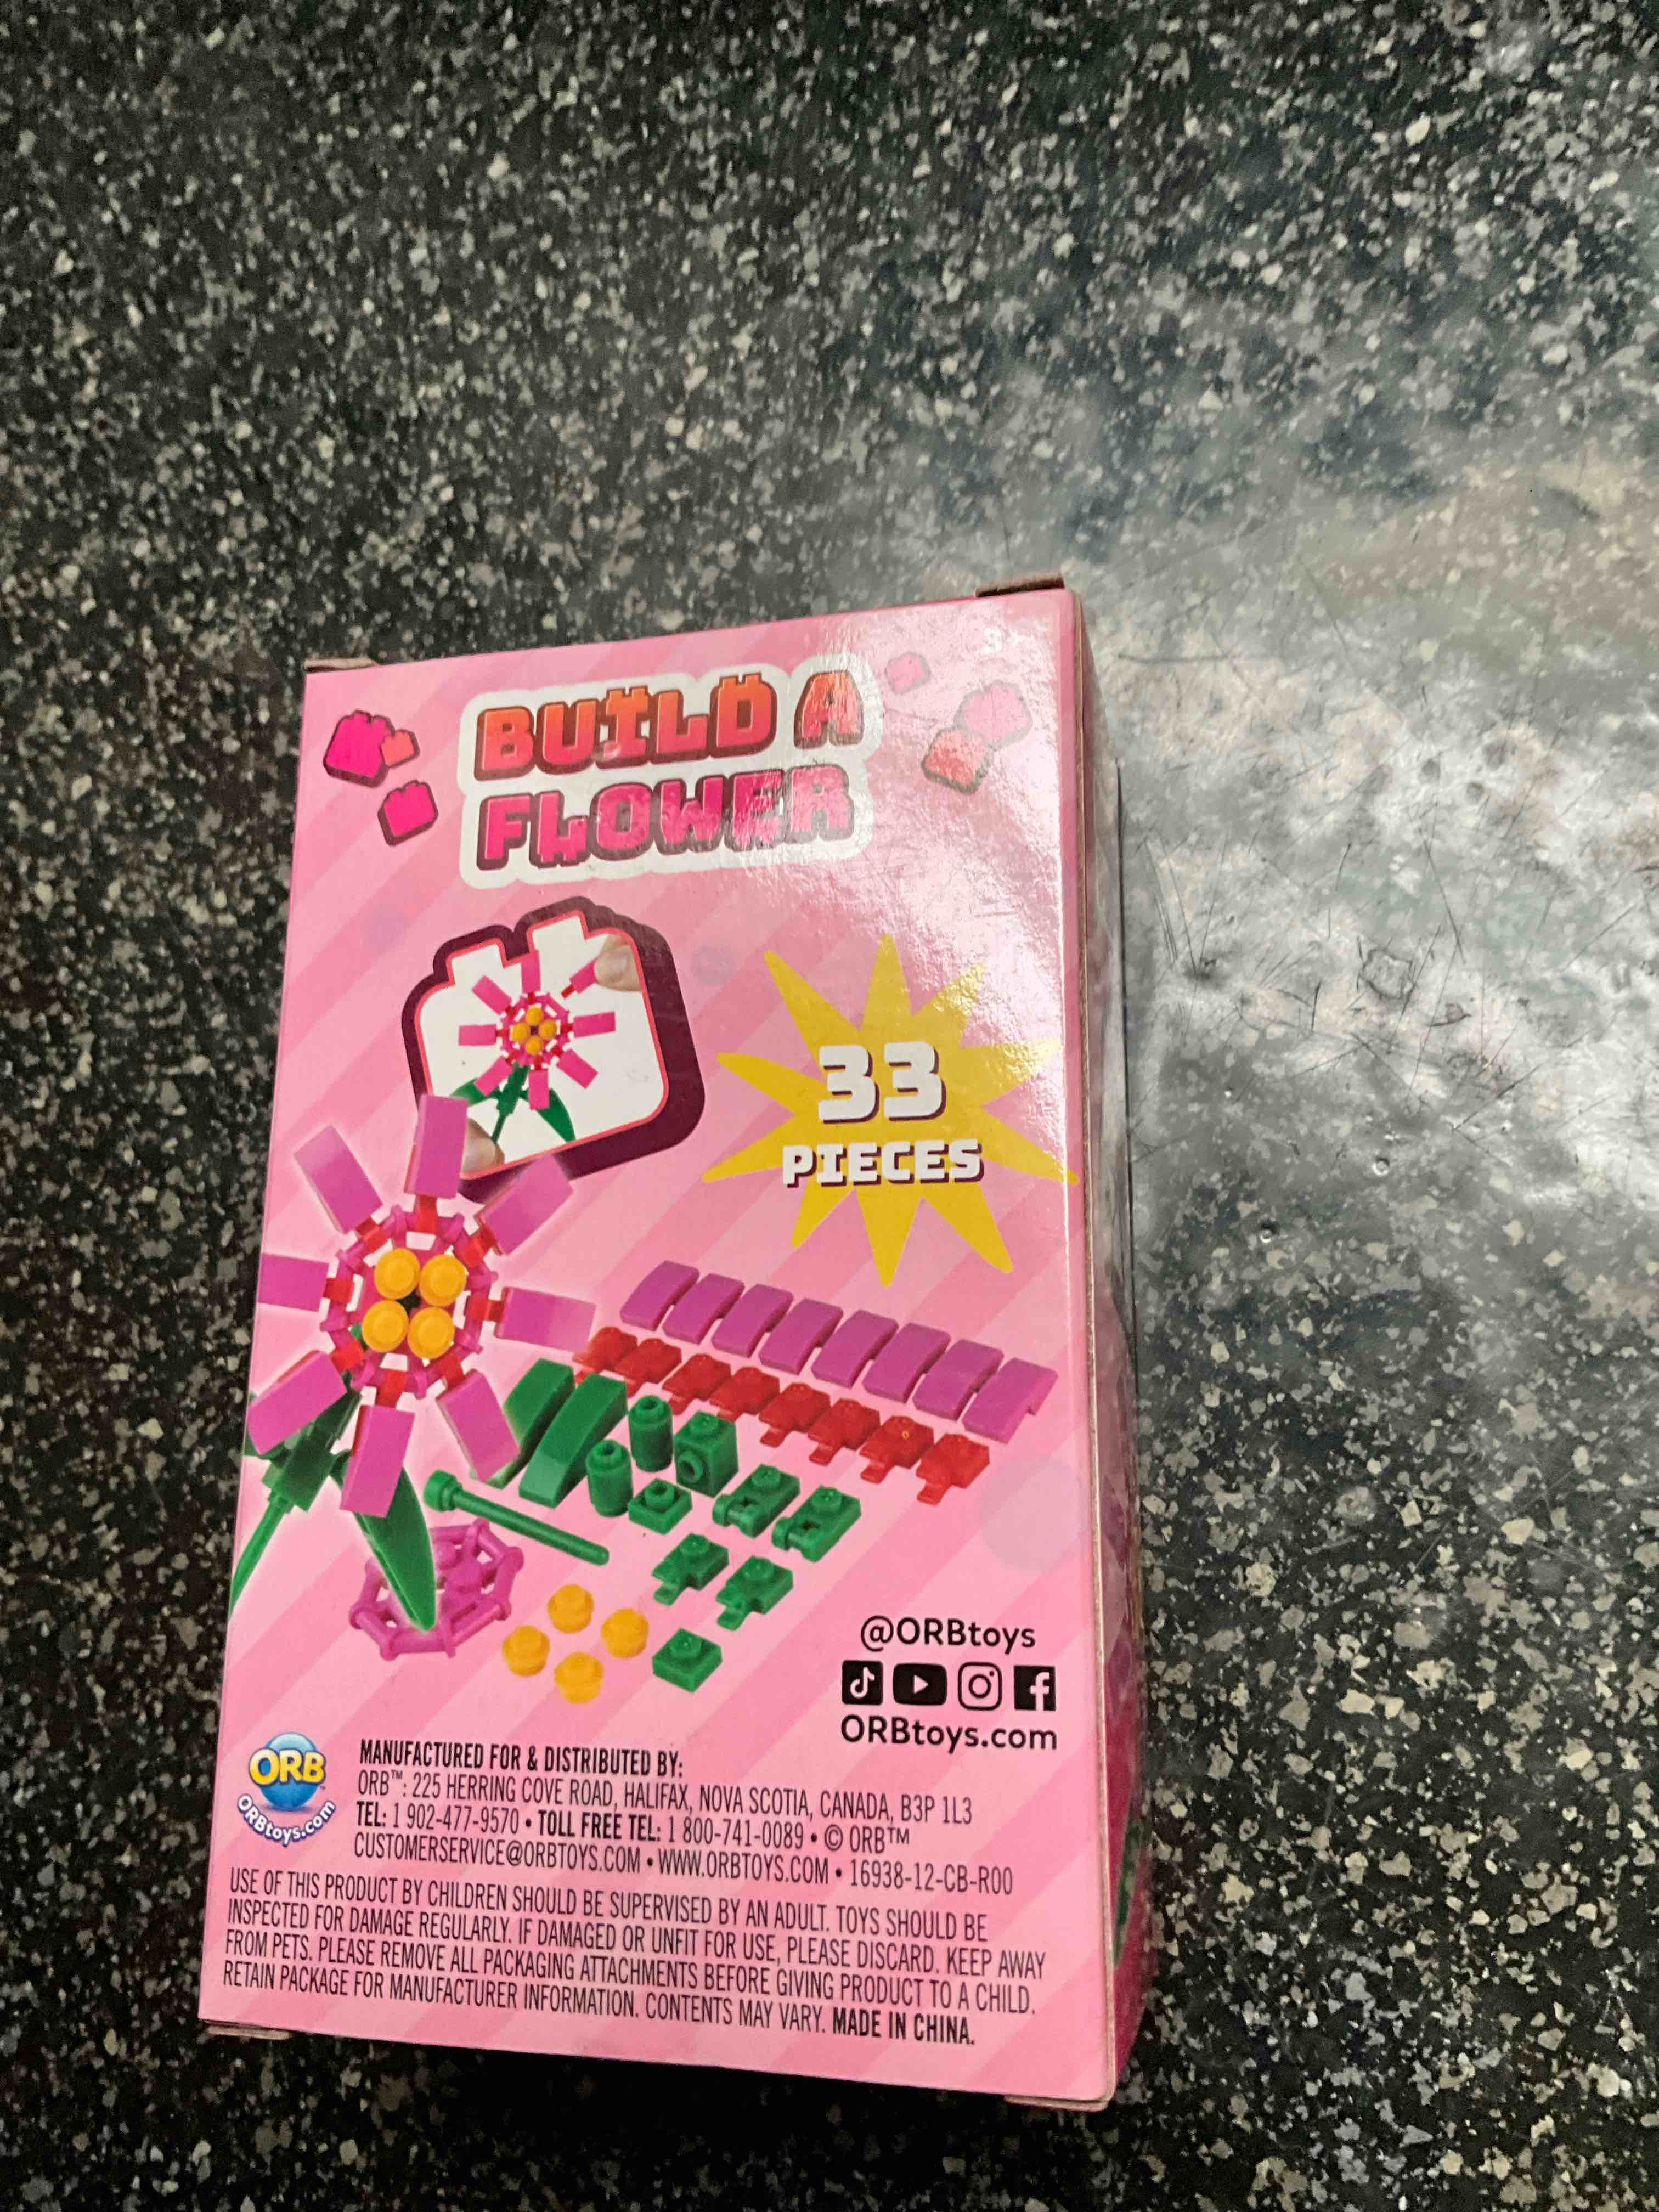 BUILD A
FLOWER
33
PIECES
@ORBtoys
ORBtoys.com
ORB
ORBtoys.com
MANUFACTURED FOR & DISTRIBUTED BY:
ORB™: 225 HERRING COVE ROAD, HALIFAX, NOVA SCOTIA, CANADA, B3P 1L3
TEL: 1 902-477-9570 • TOLL FREE TEL: 1 800-741-0089 • © ORB™
CUSTOMERSERVICE@ORBTOYS.COM • WWW.ORBTOYS.COM • 16938-12-CB-R00
USE OF THIS PRODUCT BY CHILDREN SHOULD BE SUPERVISED BY AN ADULT. TOYS SHOULD BE
INSPECTED FOR DAMAGE REGULARLY. IF DAMAGED OR UNFIT FOR USE, PLEASE DISCARD. KEEP AWAY
FROM PETS. PLEASE REMOVE ALL PACKAGING ATTACHMENTS BEFORE GIVING PRODUCT TO A CHILD.
RETAIN PACKAGE FOR MANUFACTURER INFORMATION. CONTENTS MAY VARY. MADE IN CHINA.